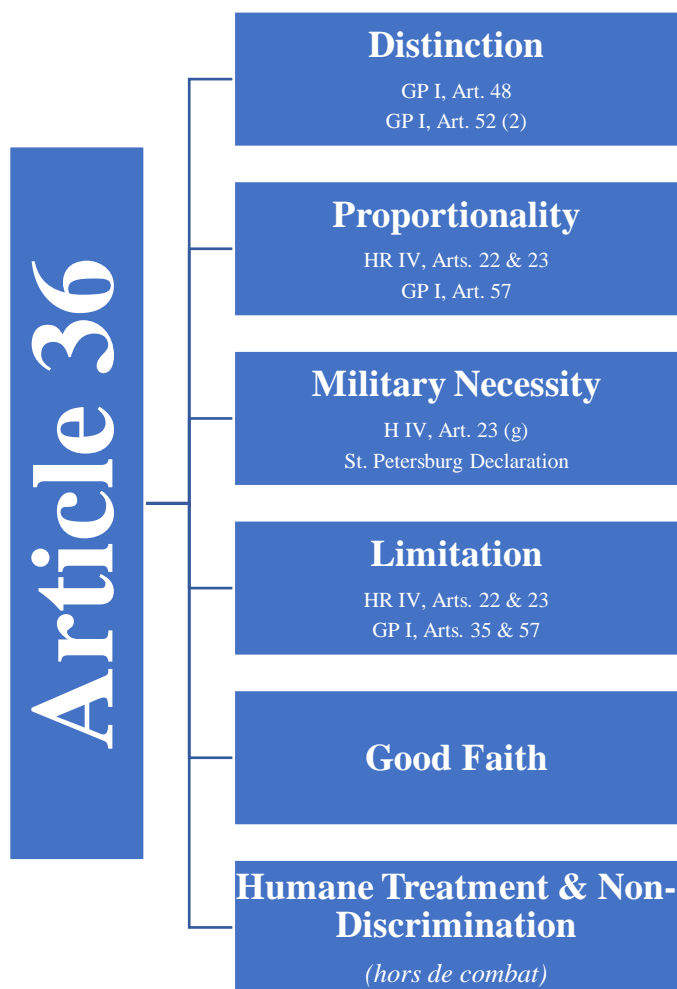 Article 36
Distinction
GP I, Art. 48
GP I, Art. 52 (2)
Proportionality
HR IV, Arts. 22 & 23
GP I, Art. 57
Military Necessity
H IV, Art. 23 (g)
St. Petersburg Declaration
Limitation
HR IV, Arts. 22 & 23
GP I, Arts. 35 & 57
Good Faith
Humane Treatment & Non-
Discrimination
(hors de combat)